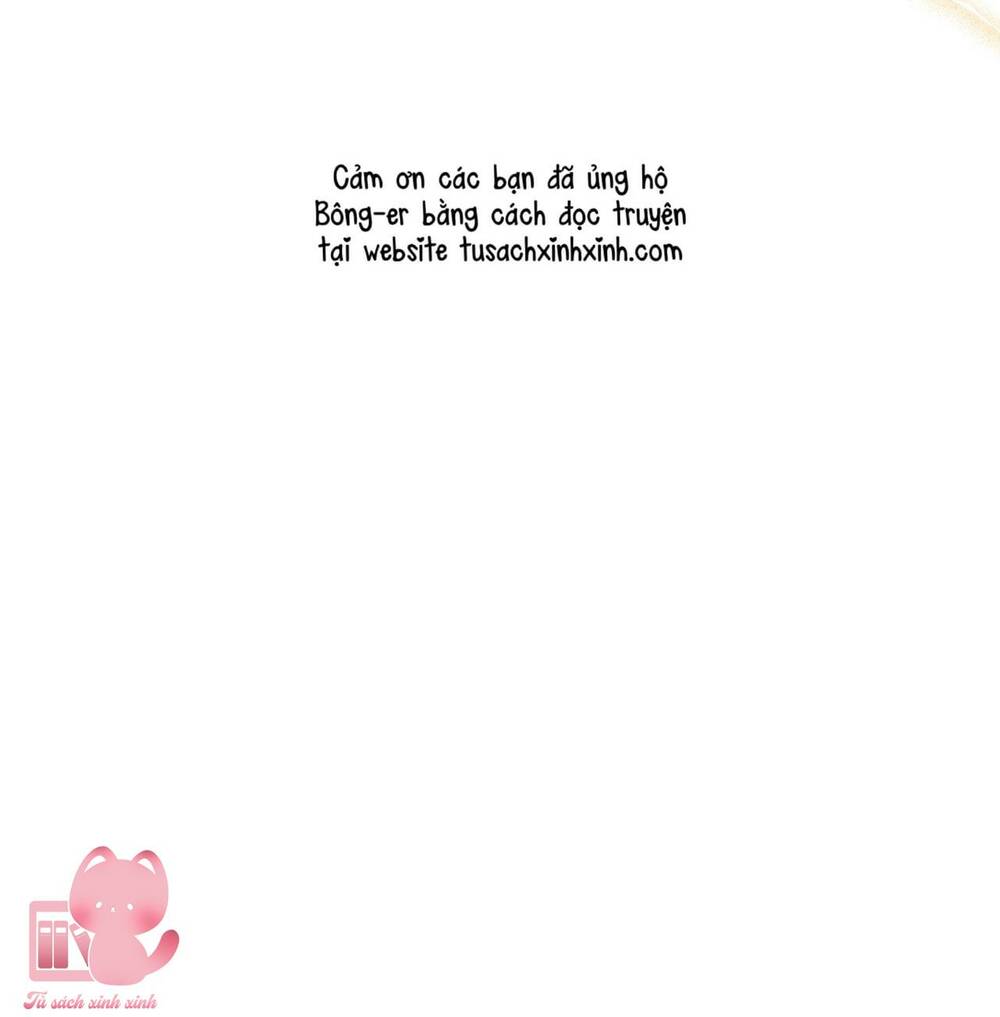 Cảm ơn các bạn đã ủng hộ
Bông-er bằng cách đọc truyện
tại website tusachxinhxinh.com
Tủ sách xinh xinh